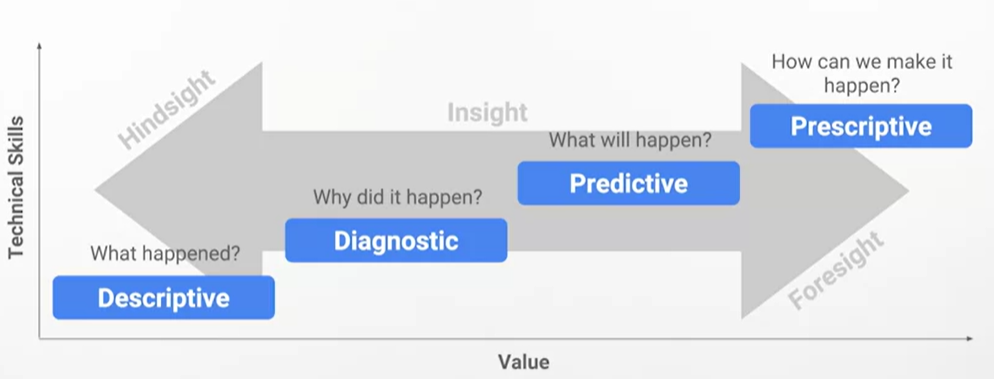 How can we make it
happen?
Prescriptive
Hindsight
Insight
What will happen?
Predictive
Why did it happen?
Diagnostic
What happened?
Descriptive
Foresight
Technical Skills
Value